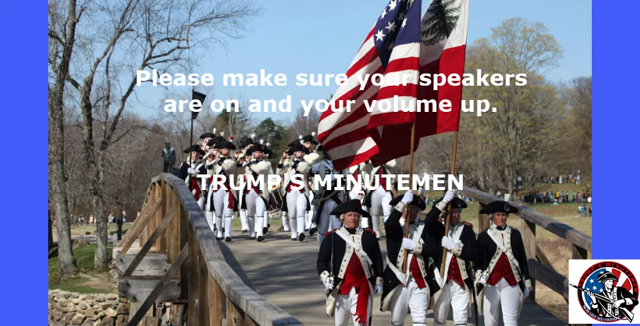 Please make sure your speakers
are on and your volume up.
TRUMP'S MINUTEMEN